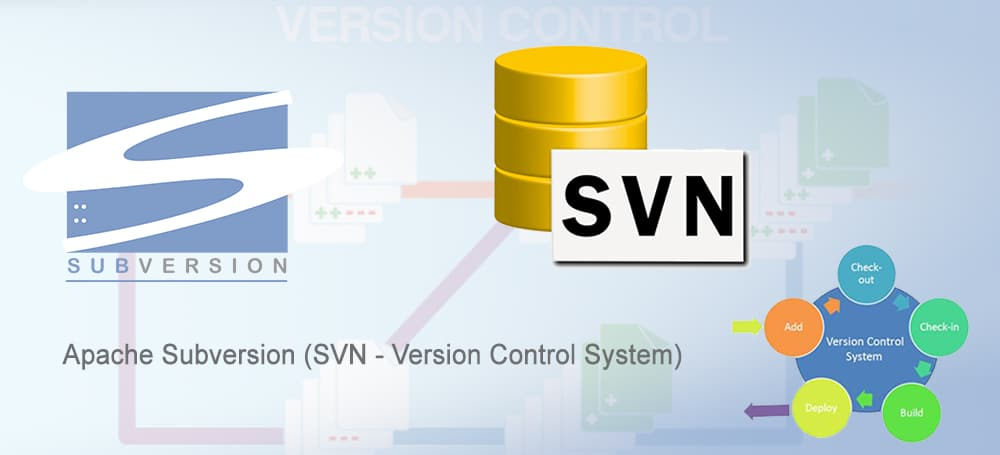 VERSION CONTROL
SUBVERSION
SVN
Apache Subversion (SVN - Version Control System)
Check-
out
Add
Check-in
Version Control
System
Deploy
Build